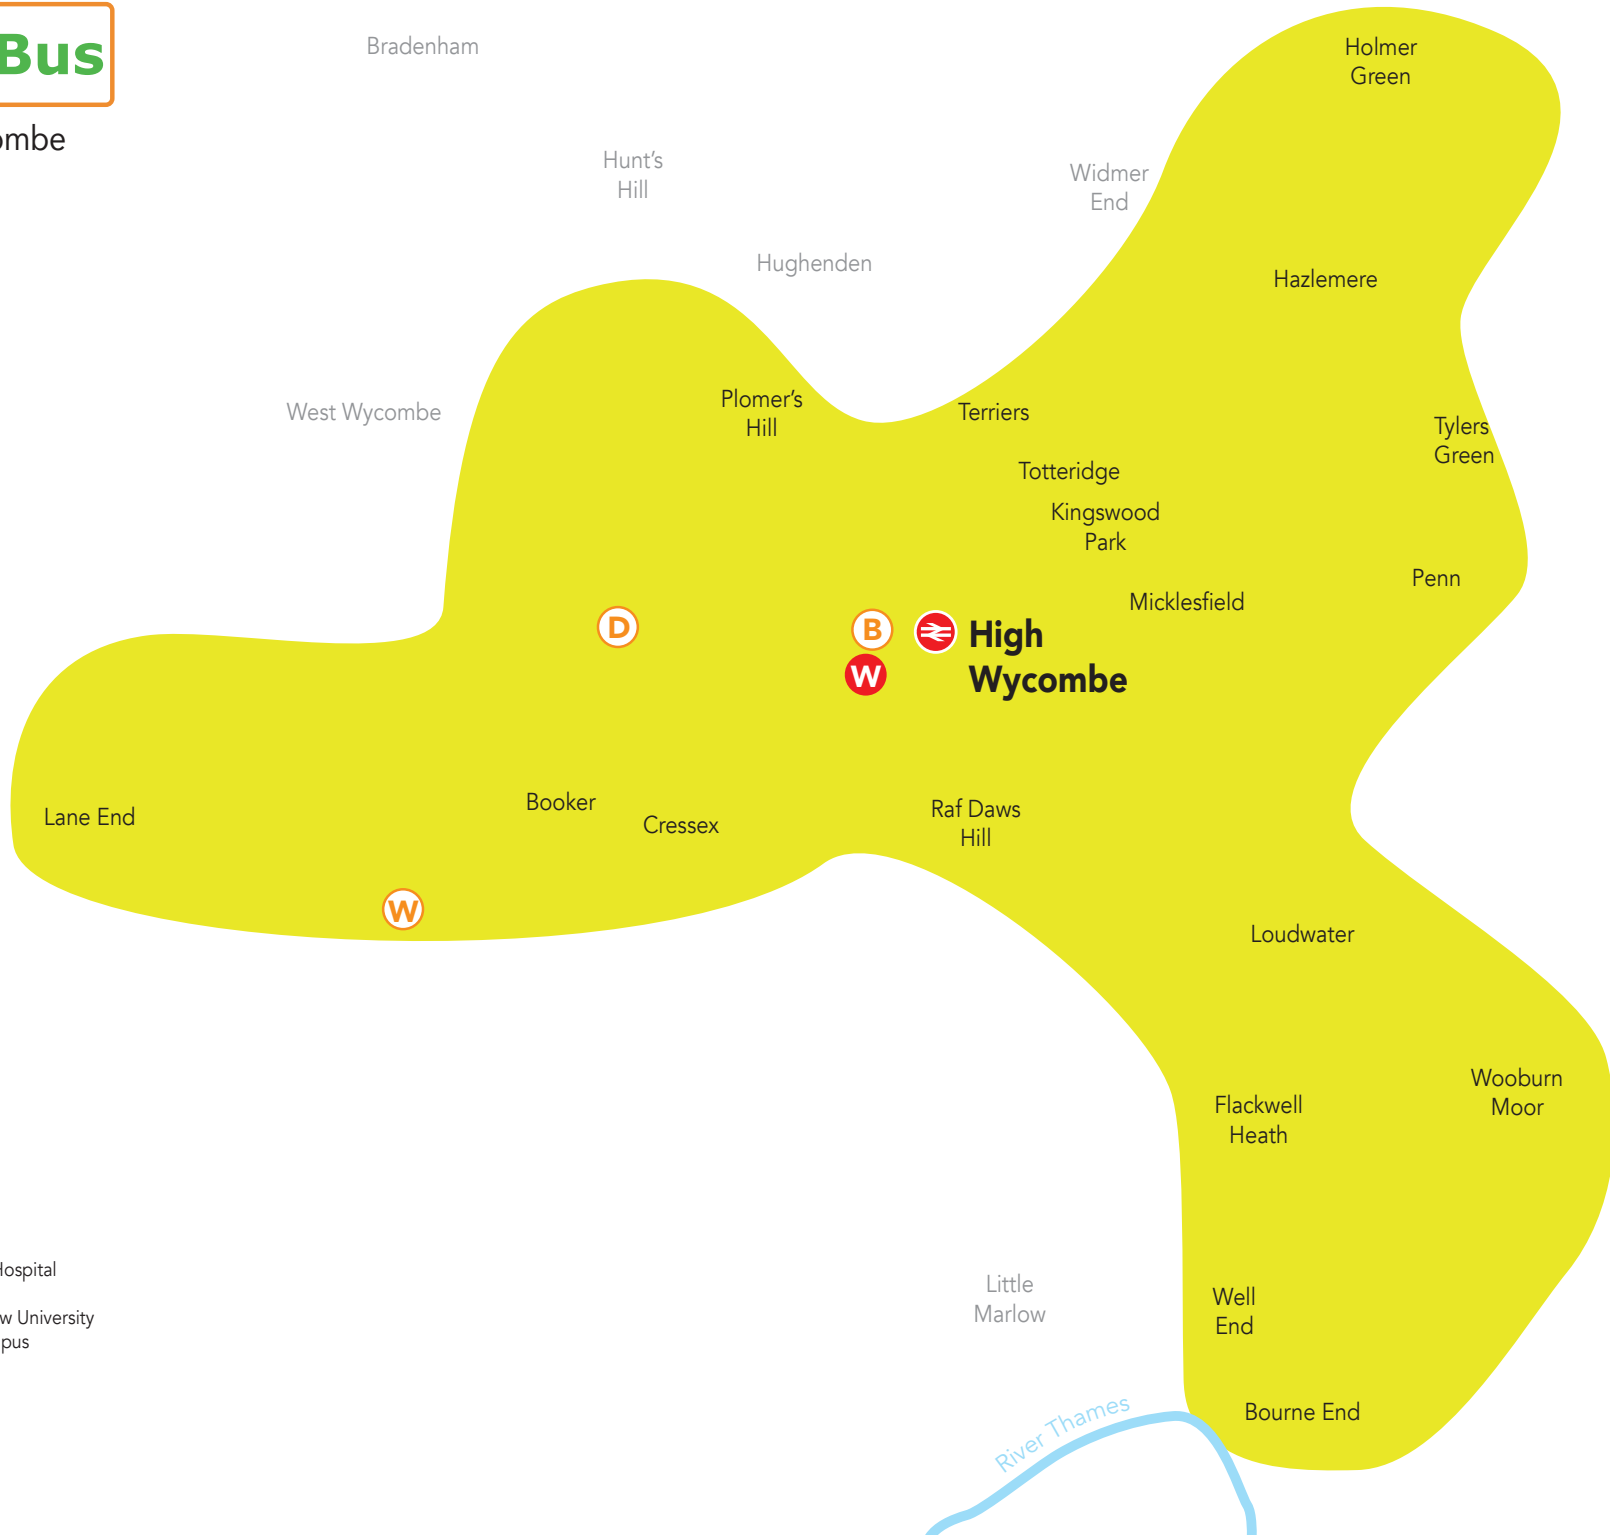 Bus
ombe
Bradenham
Holmer
Green
Hunt's
Hill
Widmer
End
Hughenden
Hazlemere
West Wycombe
Plomer's
Hill
Terriers
Tylers
Green
Totteridge
Kingswood
Park
Penn
Micklesfield
D
B
High
Wycombe
W
Lane End
Booker
Cressex
Raf Daws
Hill
W
Loudwater
Wooburn
Moor
Flackwell
Heath
Hospital
w University
pus
Little
Marlow
Well
End
Bourne End
River Thames